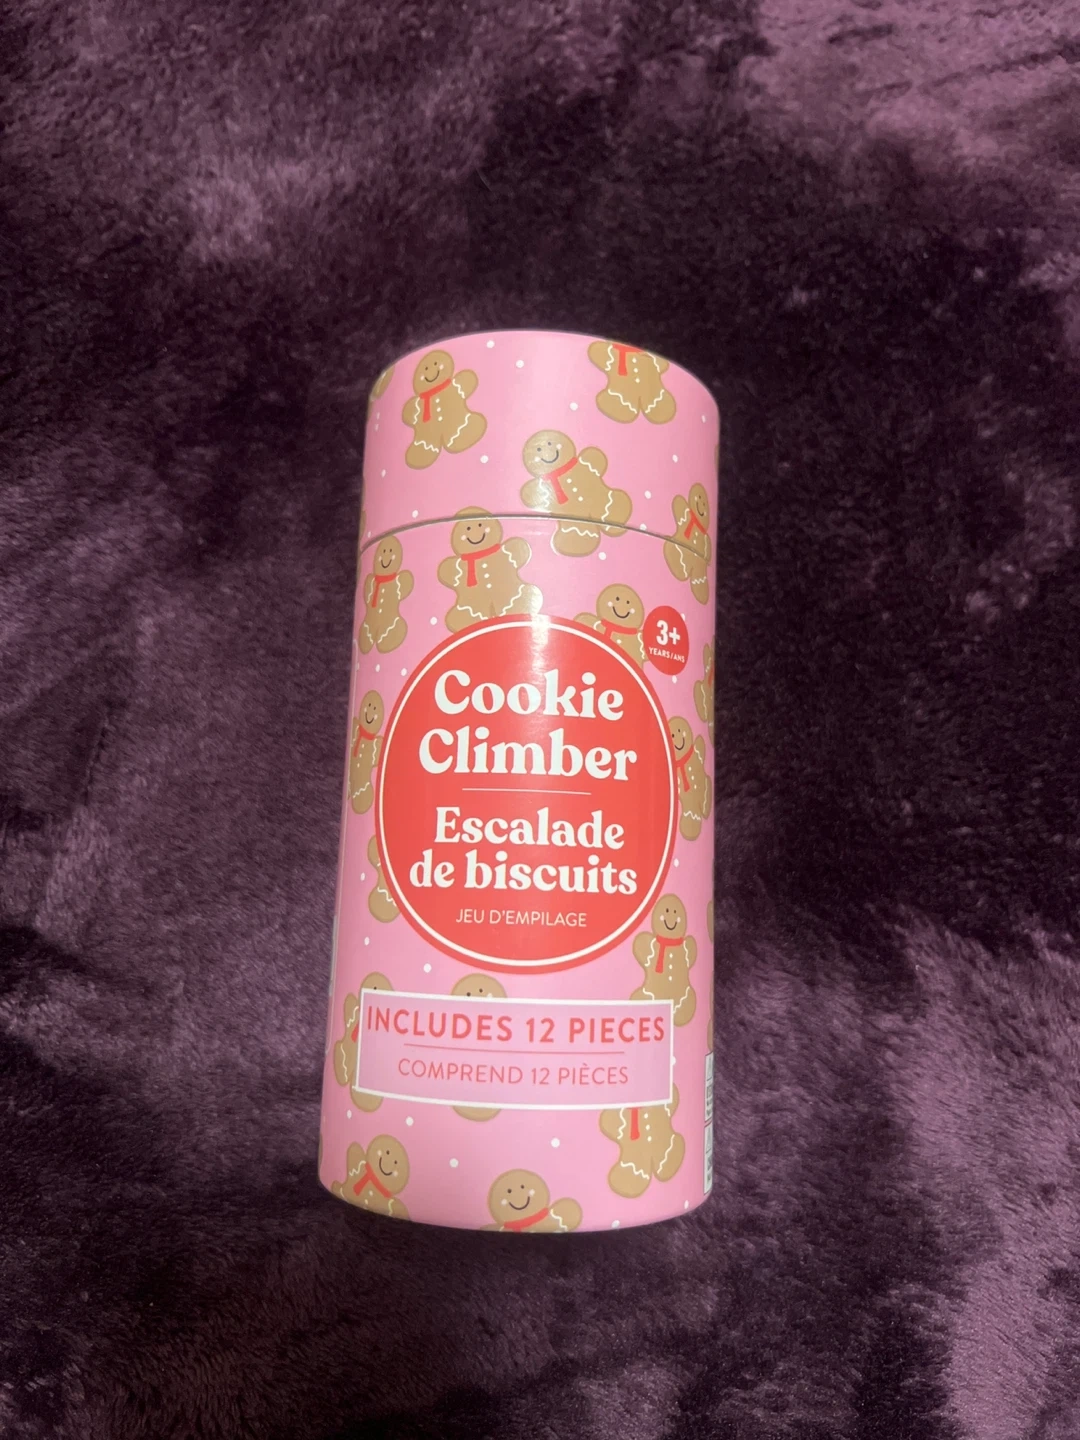 3+
YEARS/ANS
Cookie
Climber
Escalade
de biscuits
JEU D'EMPILAGE
INCLUDES 12 PIECES
COMPREND 12 PIÈCES